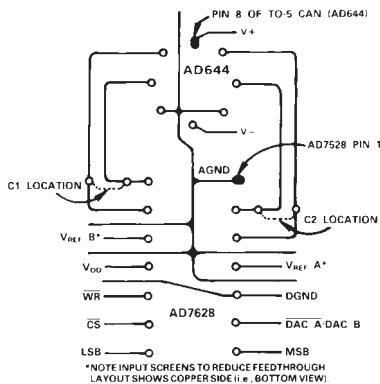 PIN 8 OF TO-5 CAN (AD644)
V+
AD644
V−
AD7528 PIN 1
AGND
C1 LOCATION
C2 LOCATION
VREF B*
VDD
VREF A*
WR
DGND
AD7628
CS
DAC A/DAC B
LSB
MSB
*NOTE INPUT SCREENS TO REDUCE FEEDTHROUGH
LAYOUT SHOWS COPPER SIDE (i.e., BOTTOM VIEW).